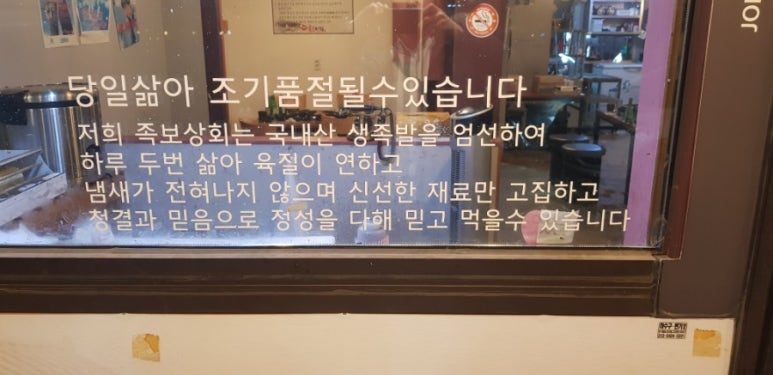 당일삶아 조기품절될수있습니다
저희 족보상회는 국내산 생족발을 엄선하여
하루 두번 삶아 육질이 연하고
냄새가 전혀나지 않으며 신선한 재료만 고집하고
청결과 믿음으로 정성을 다해 믿고 먹을수 있습니다